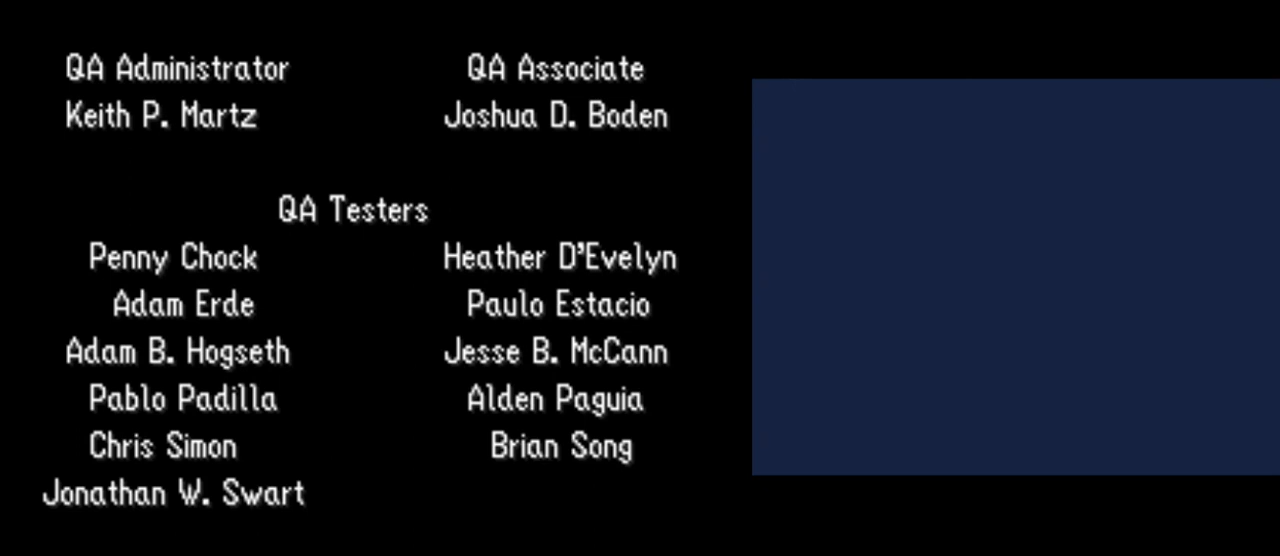 QA Administrator QA Associate
Keith P. Martz Joshua D. Boden
QA Testers
Penny Chock Heather D'Evelyn
Adam Erde Paulo Estacio
Adam B. Hogseth Jesse B. McCann
Pablo Padilla Alden Paguia
Chris Simon Brian Song
Jonathan W. Swart